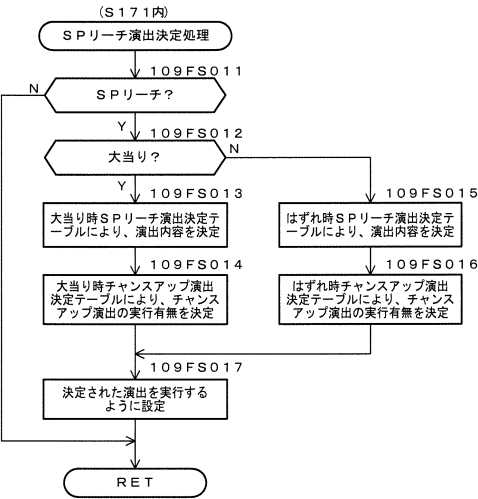 (S171内)
SPリーチ演出決定処理
109FS011
N
SPリーチ?
Y
109FS012
大当り?
N
Y
109FS013
109FS015
大当り時SPリーチ演出決定テ
ーブルにより、演出内容を決定
はずれ時SPリーチ演出決定テ
ーブルにより、演出内容を決定
109FS014
109FS016
大当り時チャンスアップ演出
決定テーブルにより、チャンス
アップ演出の実行有無を決定
はずれ時チャンスアップ演出
決定テーブルにより、チャンス
アップ演出の実行有無を決定
109FS017
決定された演出を実行する
ように設定
RET